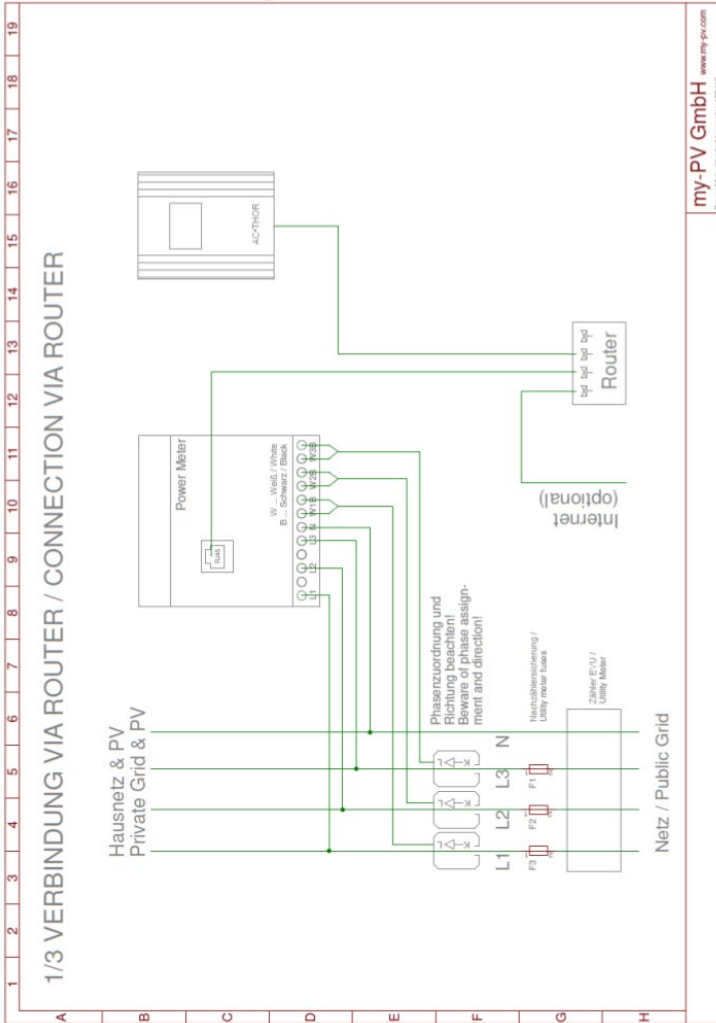 1 2 3 4 5 6 7 8 9 10 11 12 13 14 15 16 17 18 19
A
B
C
D
E
F
G
H
1/3 VERBINDUNG VIA ROUTER / CONNECTION VIA ROUTER
Hausnetz & PV
Private Grid & PV
Power Meter
RJ45
W ... Weiß / White
B ... Schwarz / Black
L1 L2 L3 N W1B W2B W3B
AC•THOR
Phasenzuordnung und
Richtung beachten!
Beware of phase assign-
ment and direction!
L1 L2 L3 N
Nachzählersicherung /
Utility meter fuses
F3 F2 F1
Zähler EVU /
Utility Meter
Netz / Public Grid
Internet
(optional)
Router
my-PV GmbH www.my-pv.com